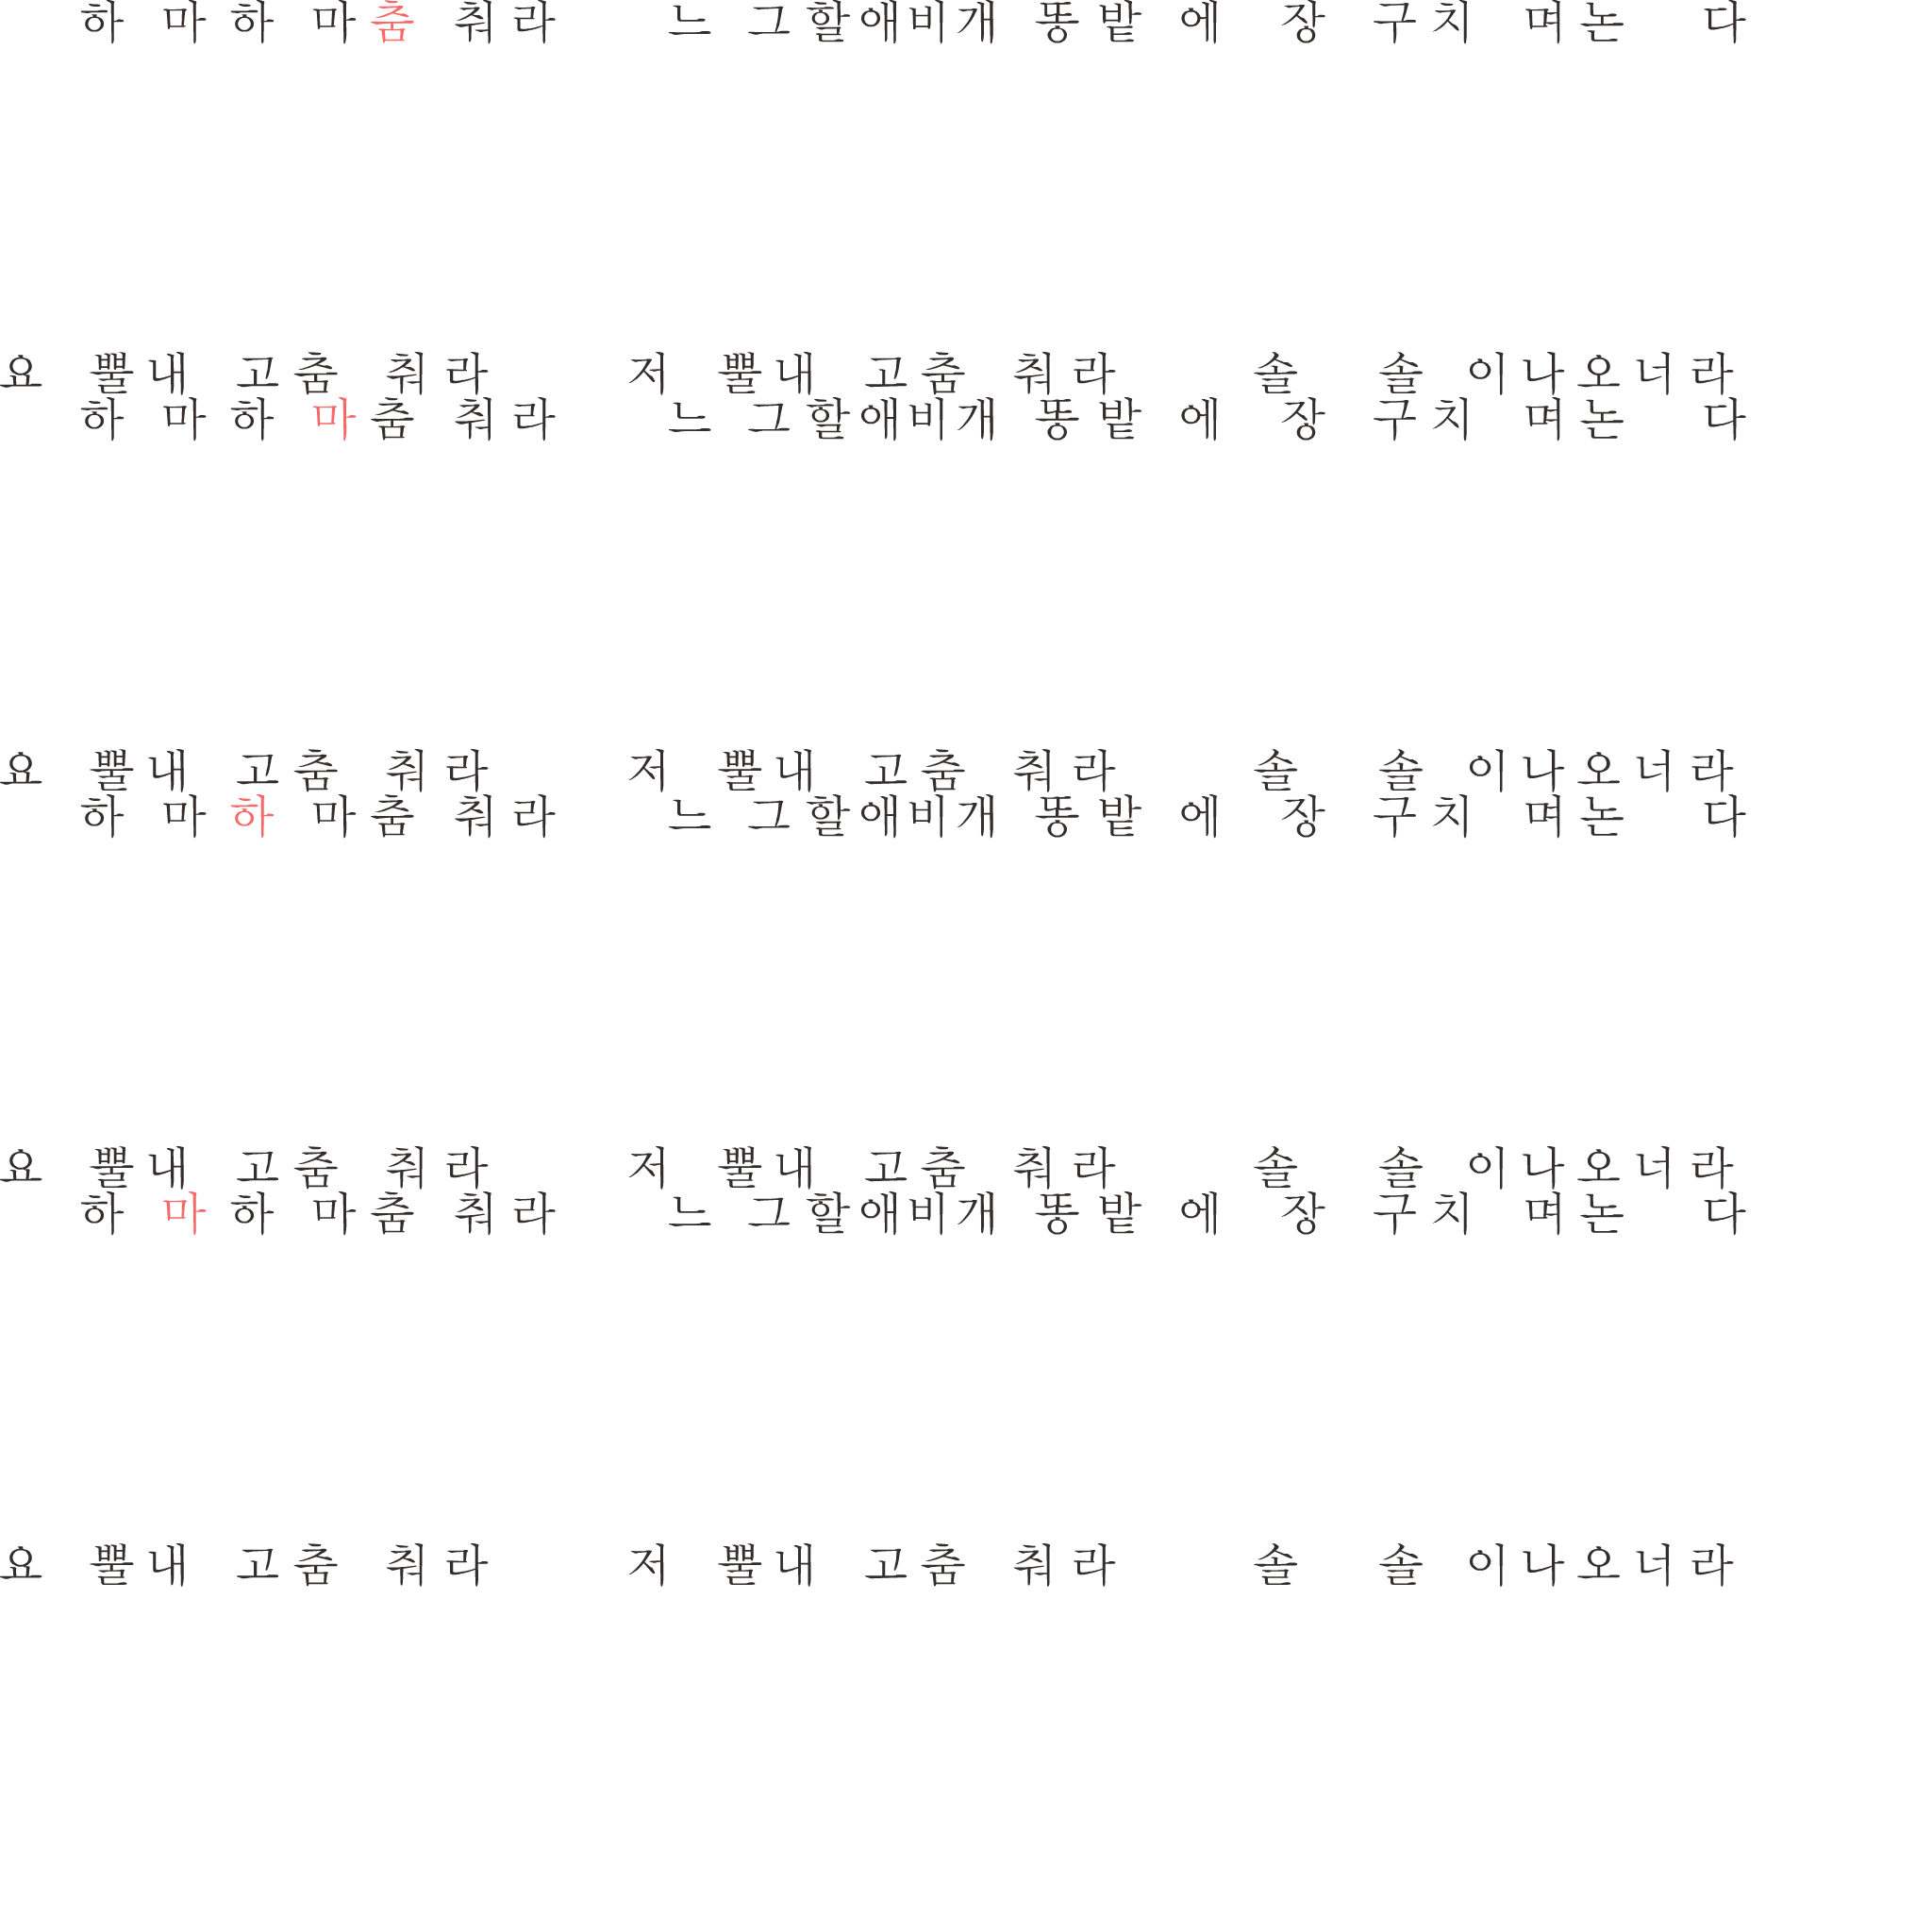 하 마 하 마 춤 취 라 느 그 할 애 비 개 똥 밭 에 장 구 치 며 논 다
요 뿔 내 고 춤 춰 라 저 뿔 내 고 춤 춰 라 솔 솔 이 나 오 너 라
하 마 하 마 춤 춰 라 느 그 할 애 비 개 똥 밭 에 장 구 치 며 논 다
요 뿔 내 고 춤 춰 라 저 뿔 내 고 춤 춰 라 솔 솔 이 나 오 너 라
하 마 하 마 춤 춰 라 느 그 할 애 비 개 똥 밭 에 장 구 치 며 논 다
요 뿔 내 고 춤 춰 라 저 뿔 내 고 춤 춰 라 솔 솔 이 나 오 너 라
하 마 하 마 춤 춰 라 느 그 할 애 비 개 똥 밭 에 장 구 치 며 논 다
요 뿔 내 고 춤 춰 라 저 뿔 내 고 춤 춰 라 솔 솔 이 나 오 너 라